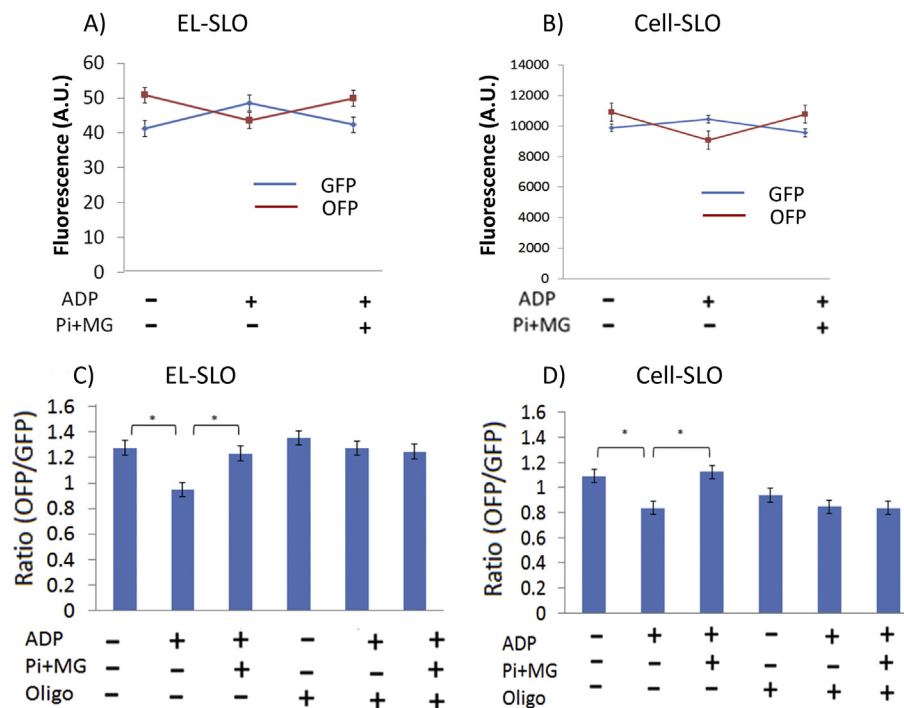 A) EL-SLO
Fluorescence (A.U.)
60
50
40
30
20
10
0
GFP
OFP
ADP − + +
Pi+MG − − +
B) Cell-SLO
Fluorescence (A.U.)
14000
12000
10000
8000
6000
4000
2000
0
GFP
OFP
ADP − + +
Pi+MG − − +
C) EL-SLO
Ratio (OFP/GFP)
1.6
1.4
1.2
1
0.8
0.6
0.4
0.2
0
* *
ADP − + + − + +
Pi+MG − − + − − +
Oligo − − − + + +
D) Cell-SLO
Ratio (OFP/GFP)
1.6
1.4
1.2
1
0.8
0.6
0.4
0.2
0
* *
ADP − + + − + +
Pi+MG − − + − − +
Oligo − − − + + +